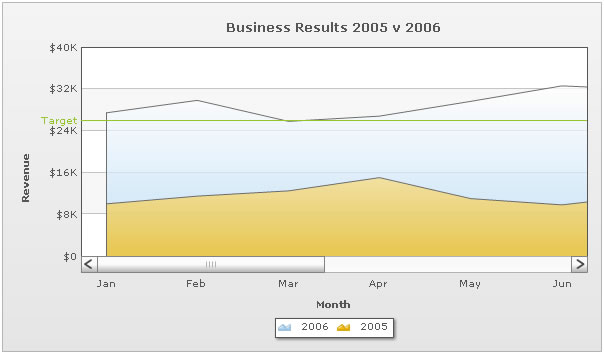 Business Results 2005 v 2006
$40K
$32K
Target
$24K
$16K
$8K
$0
Revenue
Jan Feb Mar Apr May Jun
Month
2006 2005